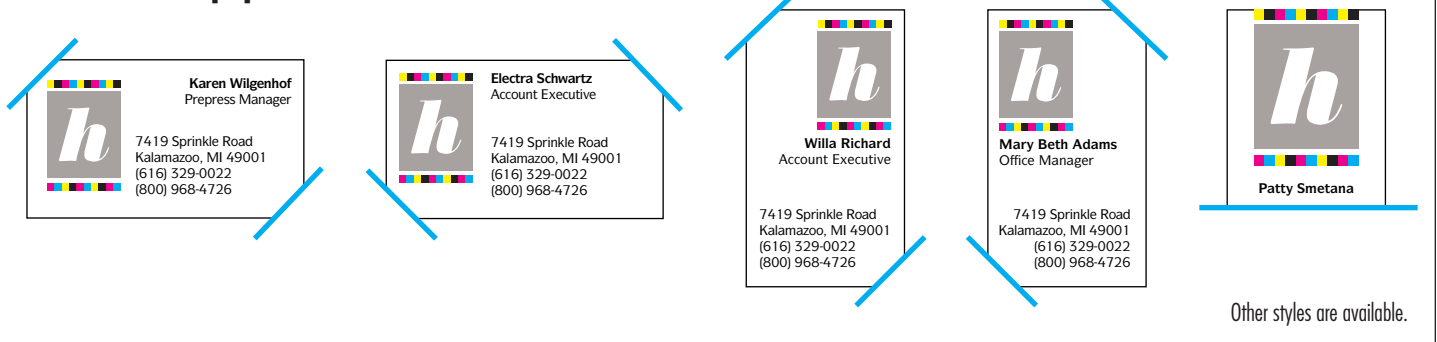 h
Karen Wilgenhof
Prepress Manager
7419 Sprinkle Road
Kalamazoo, MI 49001
(616) 329-0022
(800) 968-4726
h
Electra Schwartz
Account Executive
7419 Sprinkle Road
Kalamazoo, MI 49001
(616) 329-0022
(800) 968-4726
h
Willa Richard
Account Executive
7419 Sprinkle Road
Kalamazoo, MI 49001
(616) 329-0022
(800) 968-4726
h
Mary Beth Adams
Office Manager
7419 Sprinkle Road
Kalamazoo, MI 49001
(616) 329-0022
(800) 968-4726
h
Patty Smetana
Other styles are available.